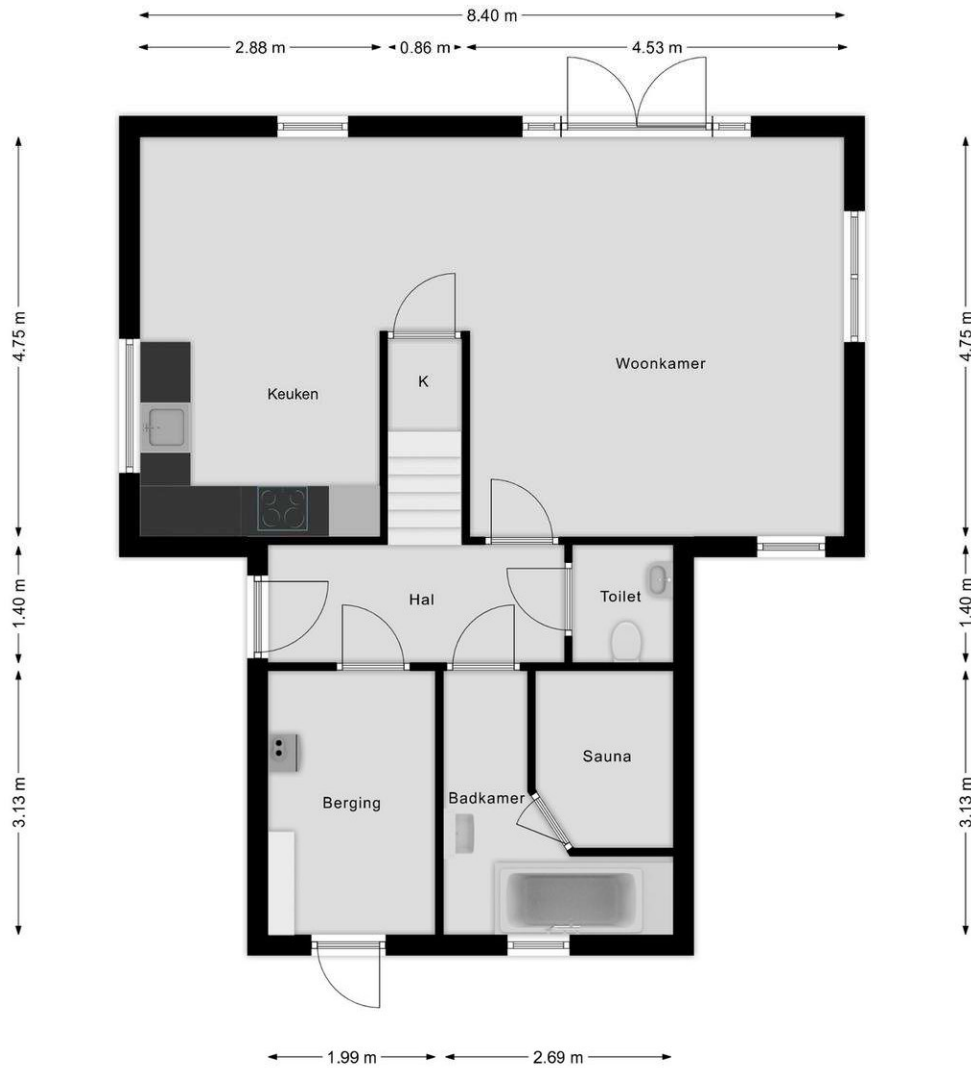 8.40 m
2.88 m
0.86 m
4.53 m
4.75 m
4.75 m
Woonkamer
K
Keuken
1.40 m
Hal
Toilet
1.40 m
3.13 m
Sauna
Badkamer
Berging
3.13 m
1.99 m
2.69 m